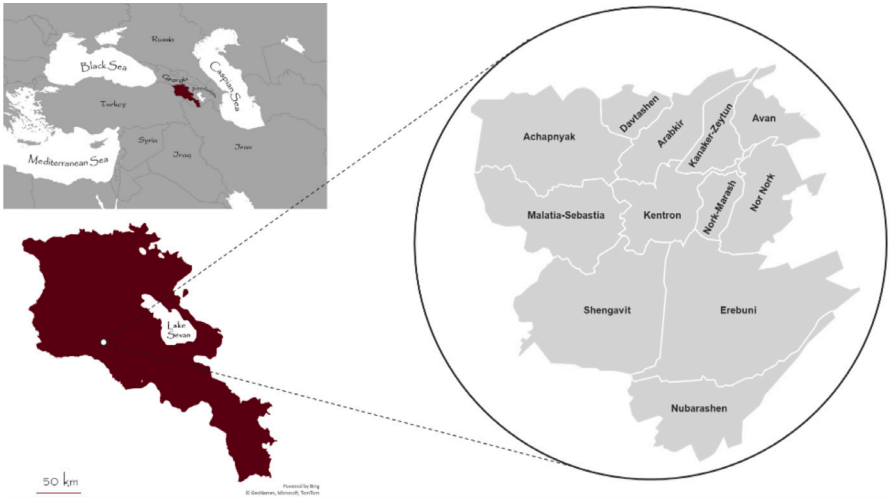 Russia
Black Sea
Caspian Sea
Georgia
Turkey
Syria
Mediterranean Sea
Iraq
Iran
Lake
Sevan
50 km
Powered by Bing
© GeoNames, Microsoft, TomTom
Achapnyak
Davtashen
Arabkir
Kanaker-Zeytun
Avan
Malatia-Sebastia
Kentron
Nork-Marash
Nor Nork
Shengavit
Erebuni
Nubarashen